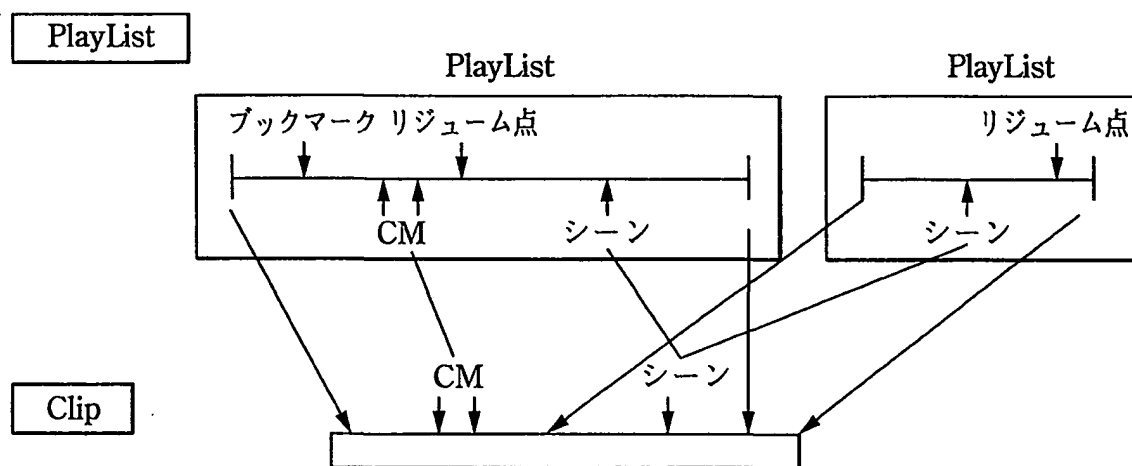 PlayList
PlayList PlayList
ブックマーク リジューム点 リジューム点
CM シーン シーン
CM シーン
Clip